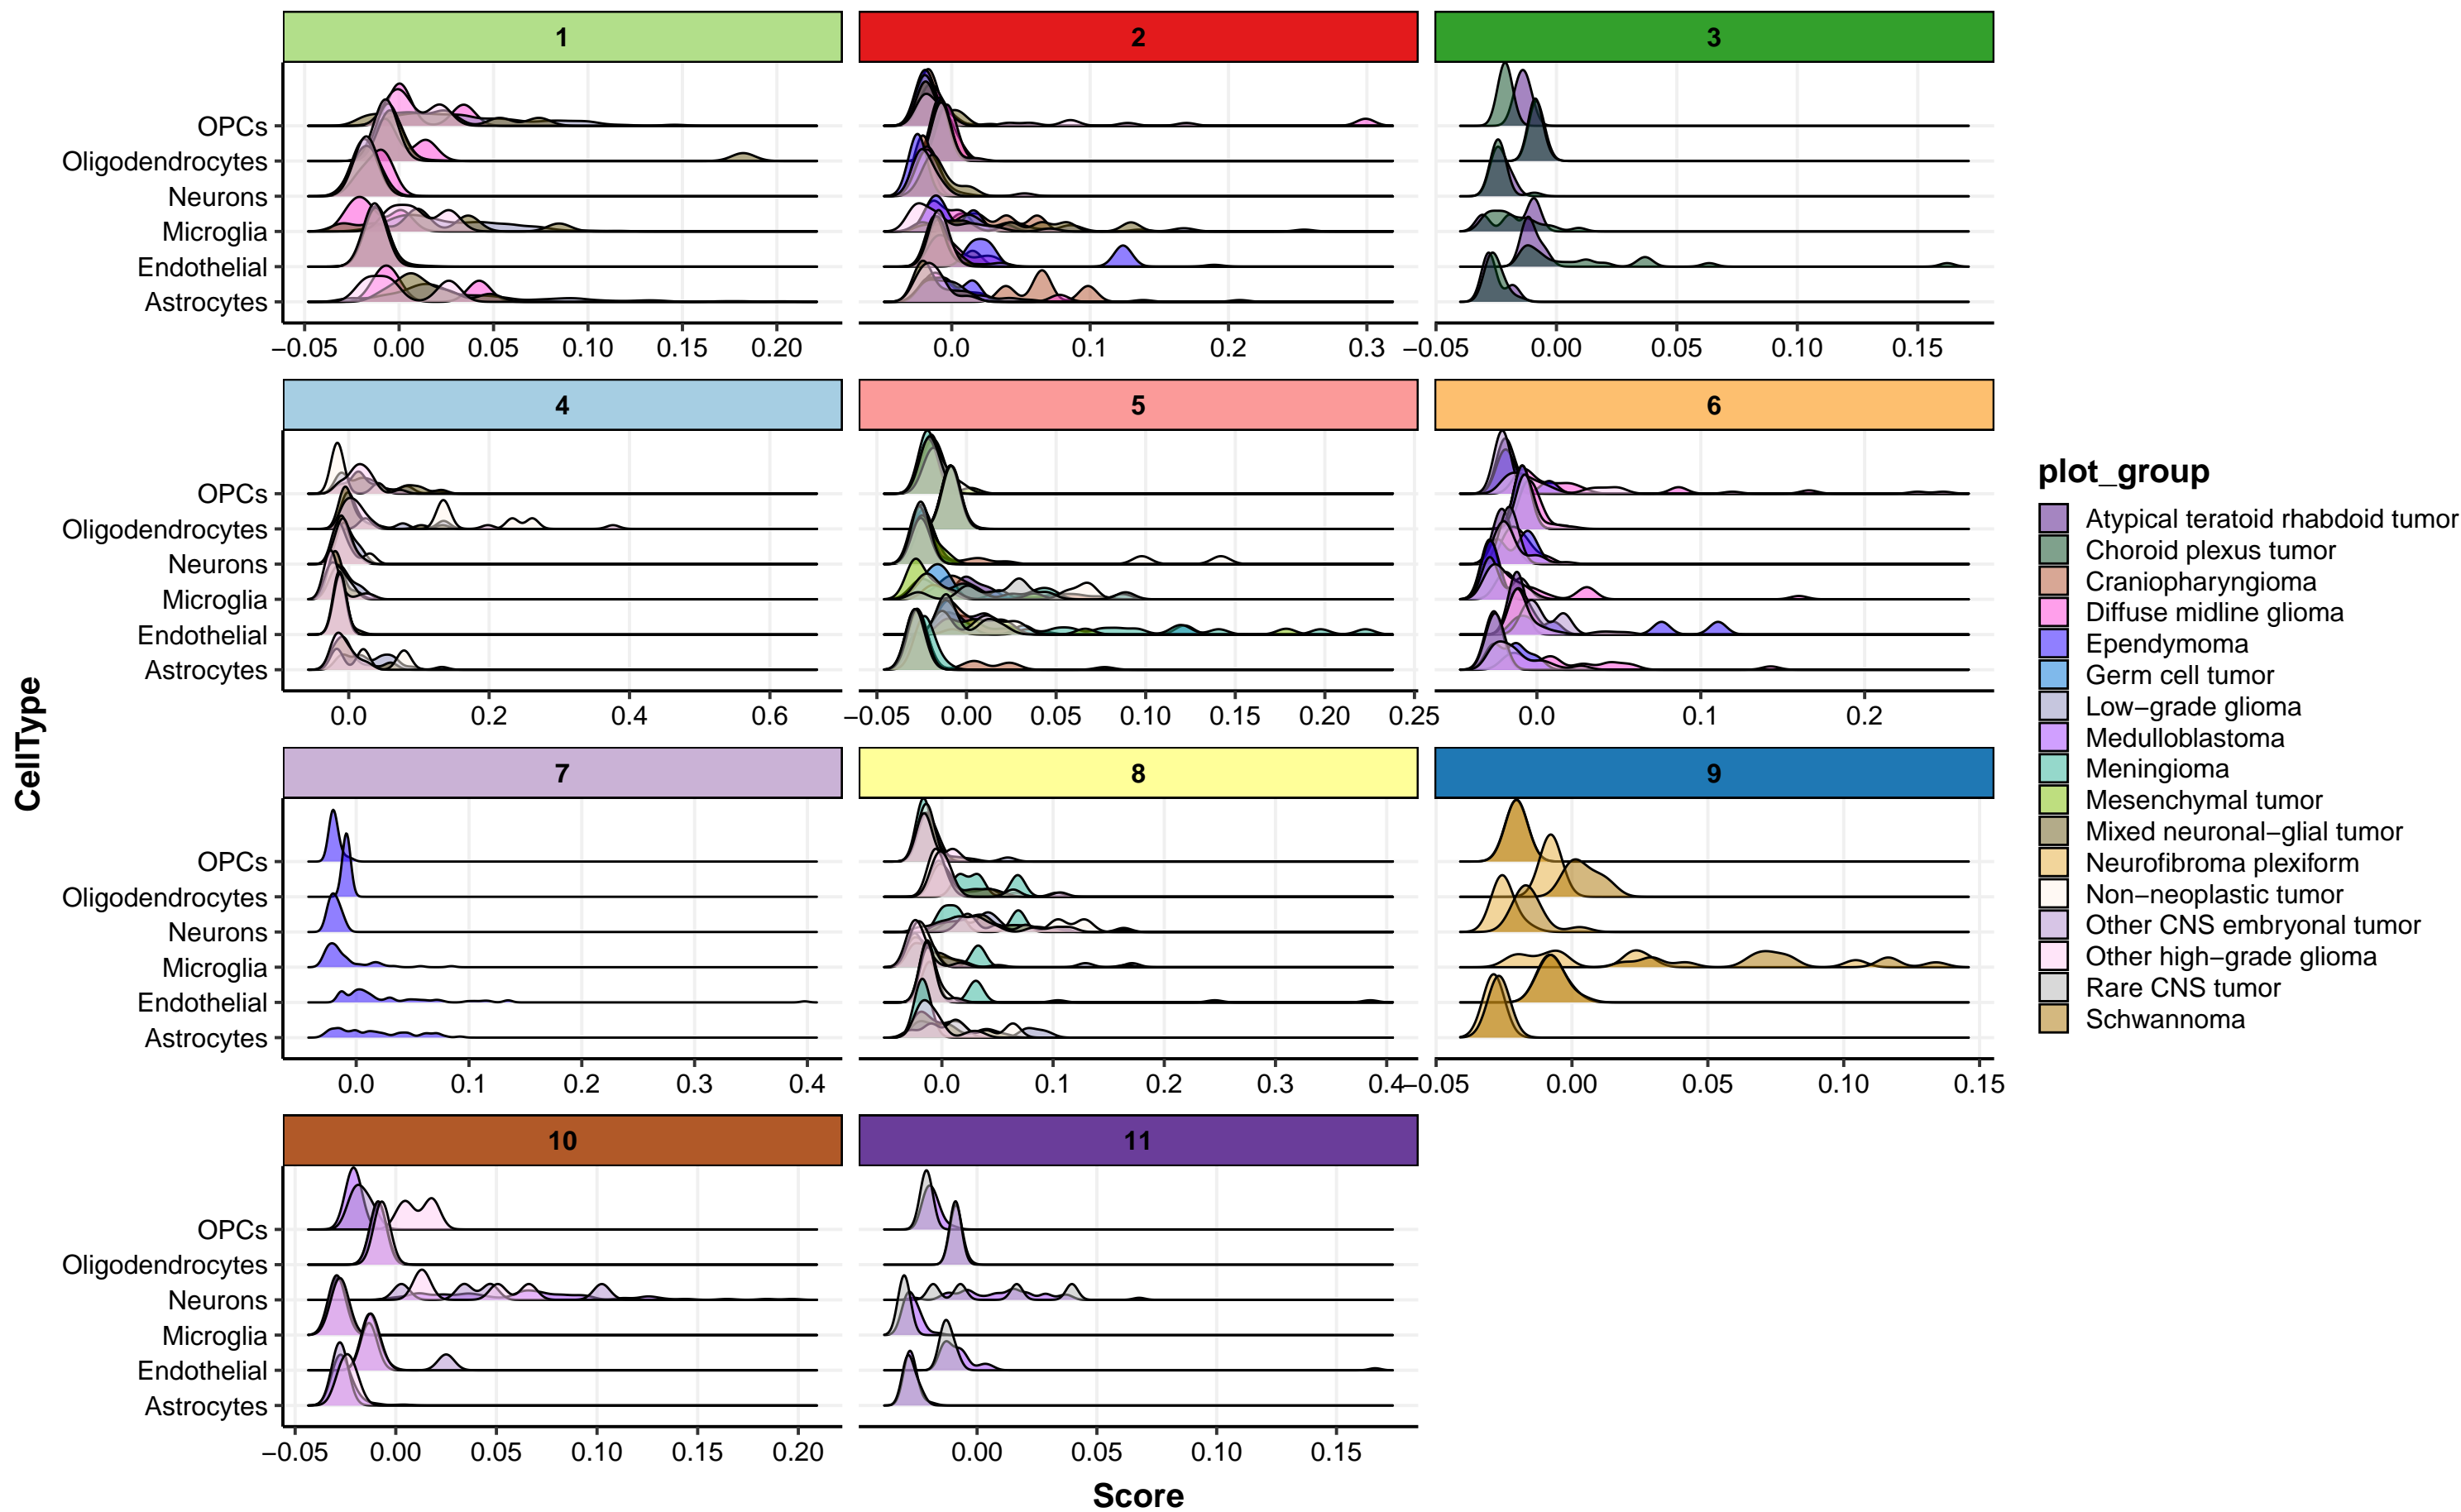 1
2
3
OPCs
Oligodendrocytes
Neurons
Microglia
Endothelial
Astrocytes
−0.05 0.00 0.05 0.10 0.15 0.20
0.0 0.1 0.2 0.3
−0.05 0.00 0.05 0.10 0.15
4
5
6
OPCs
Oligodendrocytes
Neurons
Microglia
Endothelial
Astrocytes
0.0 0.2 0.4 0.6
−0.05 0.00 0.05 0.10 0.15 0.20 0.25
0.0 0.1 0.2
7
8
9
OPCs
Oligodendrocytes
Neurons
Microglia
Endothelial
Astrocytes
0.0 0.1 0.2 0.3 0.4
0.0 0.1 0.2 0.3 0.4
−0.05 0.00 0.05 0.10 0.15
10
11
OPCs
Oligodendrocytes
Neurons
Microglia
Endothelial
Astrocytes
−0.05 0.00 0.05 0.10 0.15 0.20
0.00 0.05 0.10 0.15
CellType
Score
plot_group
Atypical teratoid rhabdoid tumor
Choroid plexus tumor
Craniopharyngioma
Diffuse midline glioma
Ependymoma
Germ cell tumor
Low−grade glioma
Medulloblastoma
Meningioma
Mesenchymal tumor
Mixed neuronal−glial tumor
Neurofibroma plexiform
Non−neoplastic tumor
Other CNS embryonal tumor
Other high−grade glioma
Rare CNS tumor
Schwannoma